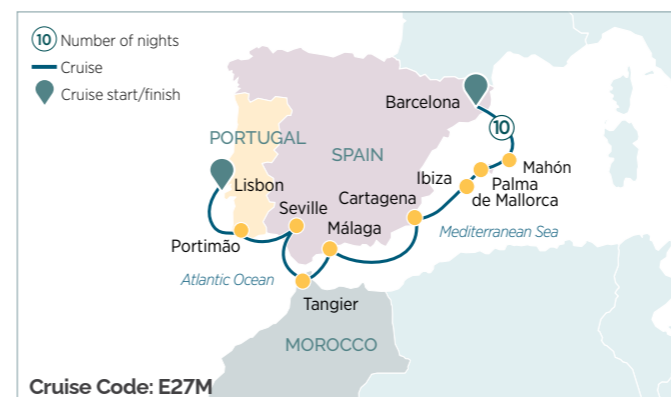 10 Number of nights
Cruise
Cruise start/finish
Barcelona
10
PORTUGAL
SPAIN
Mahón
Ibiza
Palma
de Mallorca
Lisbon
Cartagena
Seville
Málaga
Mediterranean Sea
Portimão
Atlantic Ocean
Tangier
MOROCCO
Cruise Code: E27M